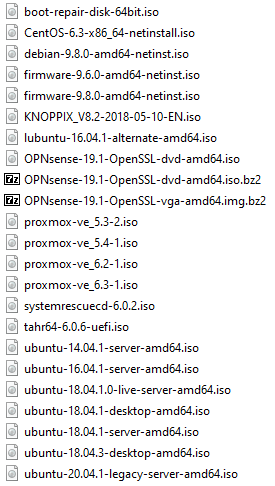 boot-repair-disk-64bit.iso
CentOS-6.3-x86_64-netinstall.iso
debian-9.8.0-amd64-netinst.iso
firmware-9.6.0-amd64-netinst.iso
firmware-9.8.0-amd64-netinst.iso
KNOPPIX_V8.2-2018-05-10-EN.iso
lubuntu-16.04.1-alternate-amd64.iso
OPNsense-19.1-OpenSSL-dvd-amd64.iso
7z OPNsense-19.1-OpenSSL-dvd-amd64.iso.bz2
7z OPNsense-19.1-OpenSSL-vga-amd64.img.bz2
proxmox-ve_5.3-2.iso
proxmox-ve_5.4-1.iso
proxmox-ve_6.2-1.iso
proxmox-ve_6.3-1.iso
systemrescuecd-6.0.2.iso
tahr64-6.0.6-uefi.iso
ubuntu-14.04.1-server-amd64.iso
ubuntu-16.04.1-server-amd64.iso
ubuntu-18.04.1.0-live-server-amd64.iso
ubuntu-18.04.1-desktop-amd64.iso
ubuntu-18.04.1-server-amd64.iso
ubuntu-18.04.3-desktop-amd64.iso
ubuntu-20.04.1-legacy-server-amd64.iso